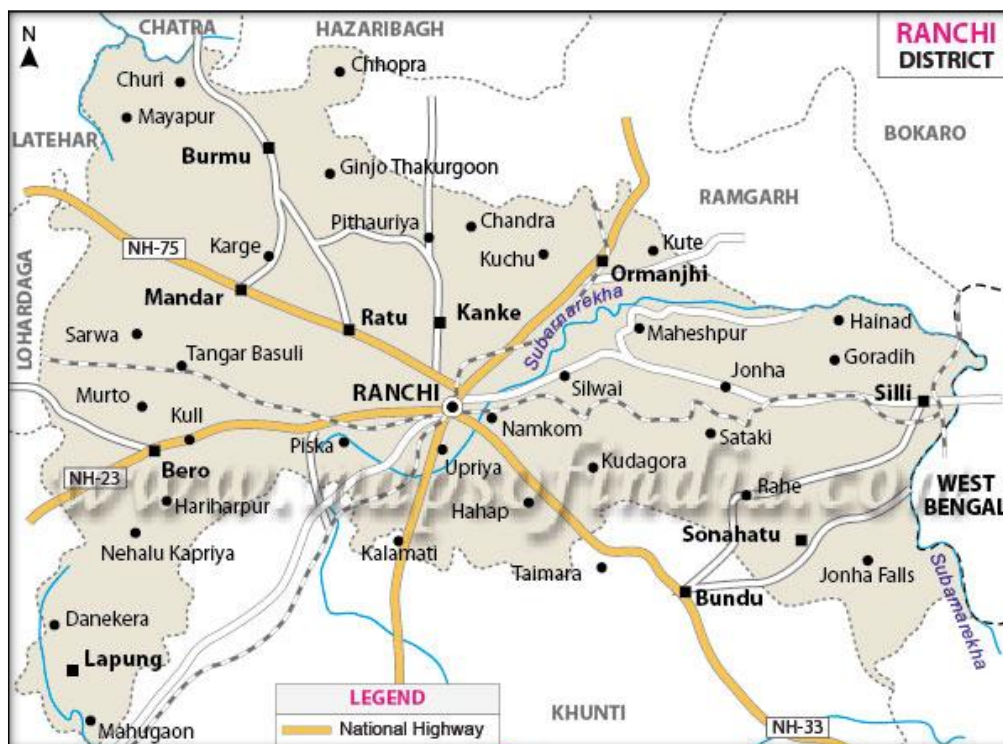 N
CHATRA
HAZARIBAGH
RANCHI
DISTRICT
Churi
Chhopra
Mayapur
LATEHAR
BOKARO
Burmu
Ginjo Thakurgoon
RAMGARH
Pithauriya
Chandra
NH-75
Karge
Kuchu
Kute
Ormanjhi
LOHARDAGA
Mandar
Subarnarekha
Ratu
Kanke
Sarwa
Maheshpur
Hainad
Tangar Basuli
Goradih
Murto
RANCHI
Silwai
Jonha
Silli
Kull
Namkom
Piska
Sataki
NH-23
Bero
Upriya
Kudagora
www.mapsofindia.com
Hariharpur
Hahap
Rahe
WEST
BENGAL
Nehalu Kapriya
Kalamati
Sonahatu
Taimara
Jonha Falls
Bundu
Subarnarekha
Danekera
Lapung
LEGEND
National Highway
Mahugaon
KHUNTI
NH-33